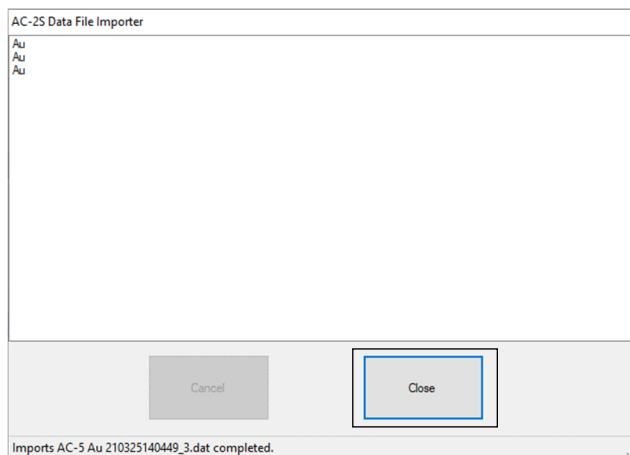 AC-2S Data File Importer
Au
Au
Au
Cancel
Close
Imports AC-5 Au 210325140449_3.dat completed.